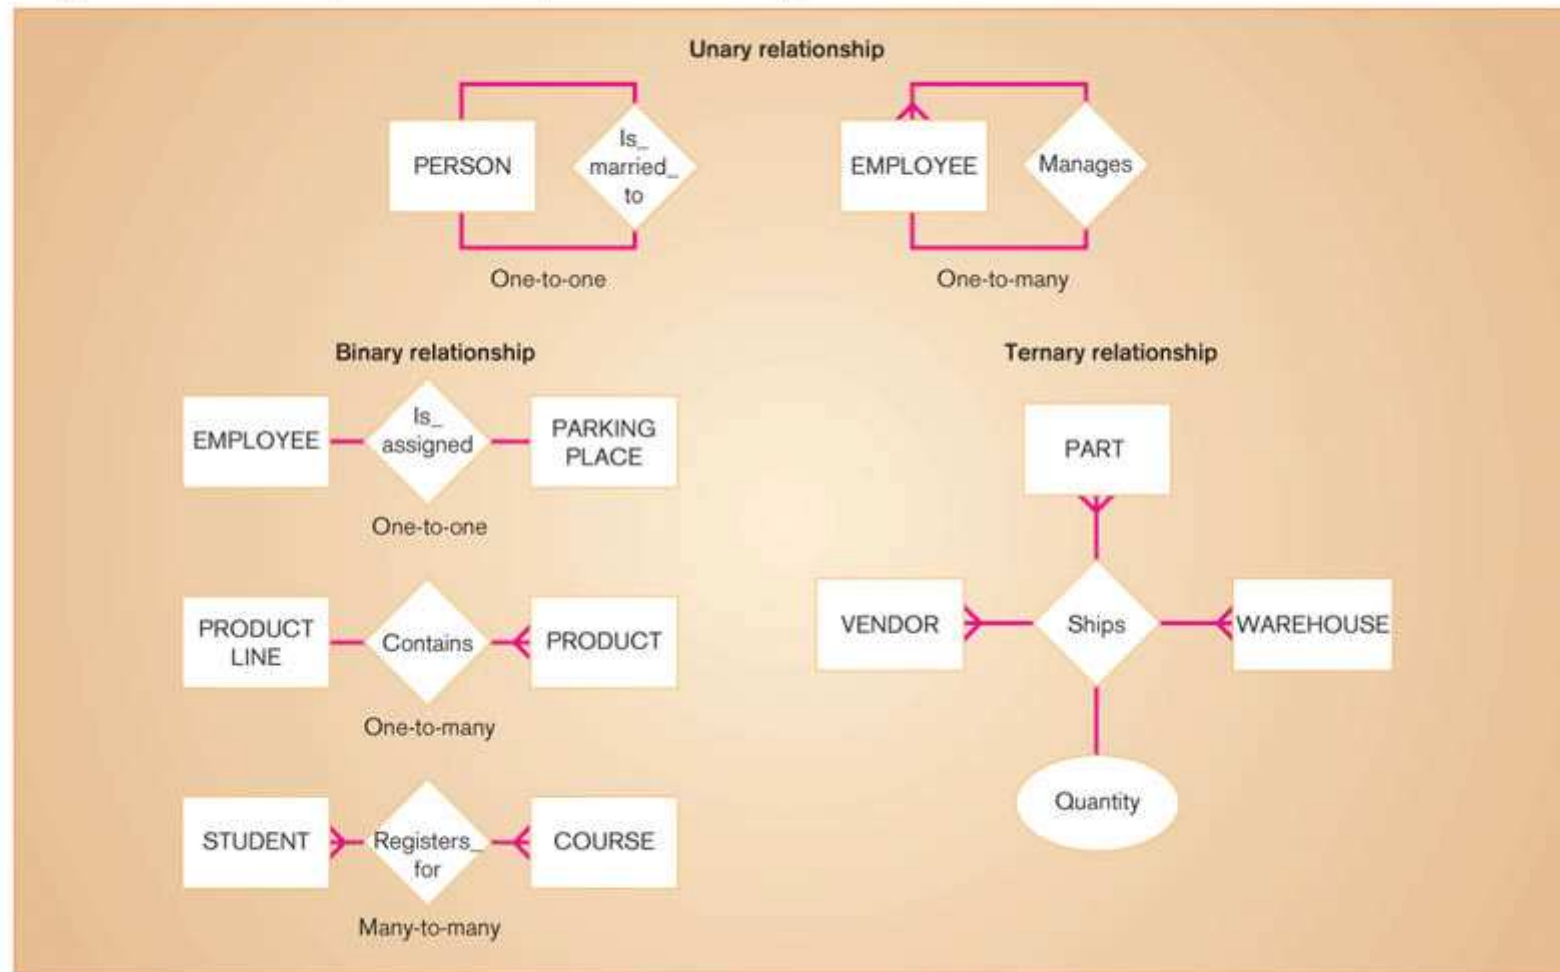 Unary relationship
PERSON
Is_
married_
to
One-to-one
EMPLOYEE
Manages
One-to-many
Binary relationship
EMPLOYEE
Is_
assigned
PARKING
PLACE
One-to-one
PRODUCT
LINE
Contains
PRODUCT
One-to-many
STUDENT
Registers_
for
COURSE
Many-to-many
Ternary relationship
PART
VENDOR
Ships
WAREHOUSE
Quantity